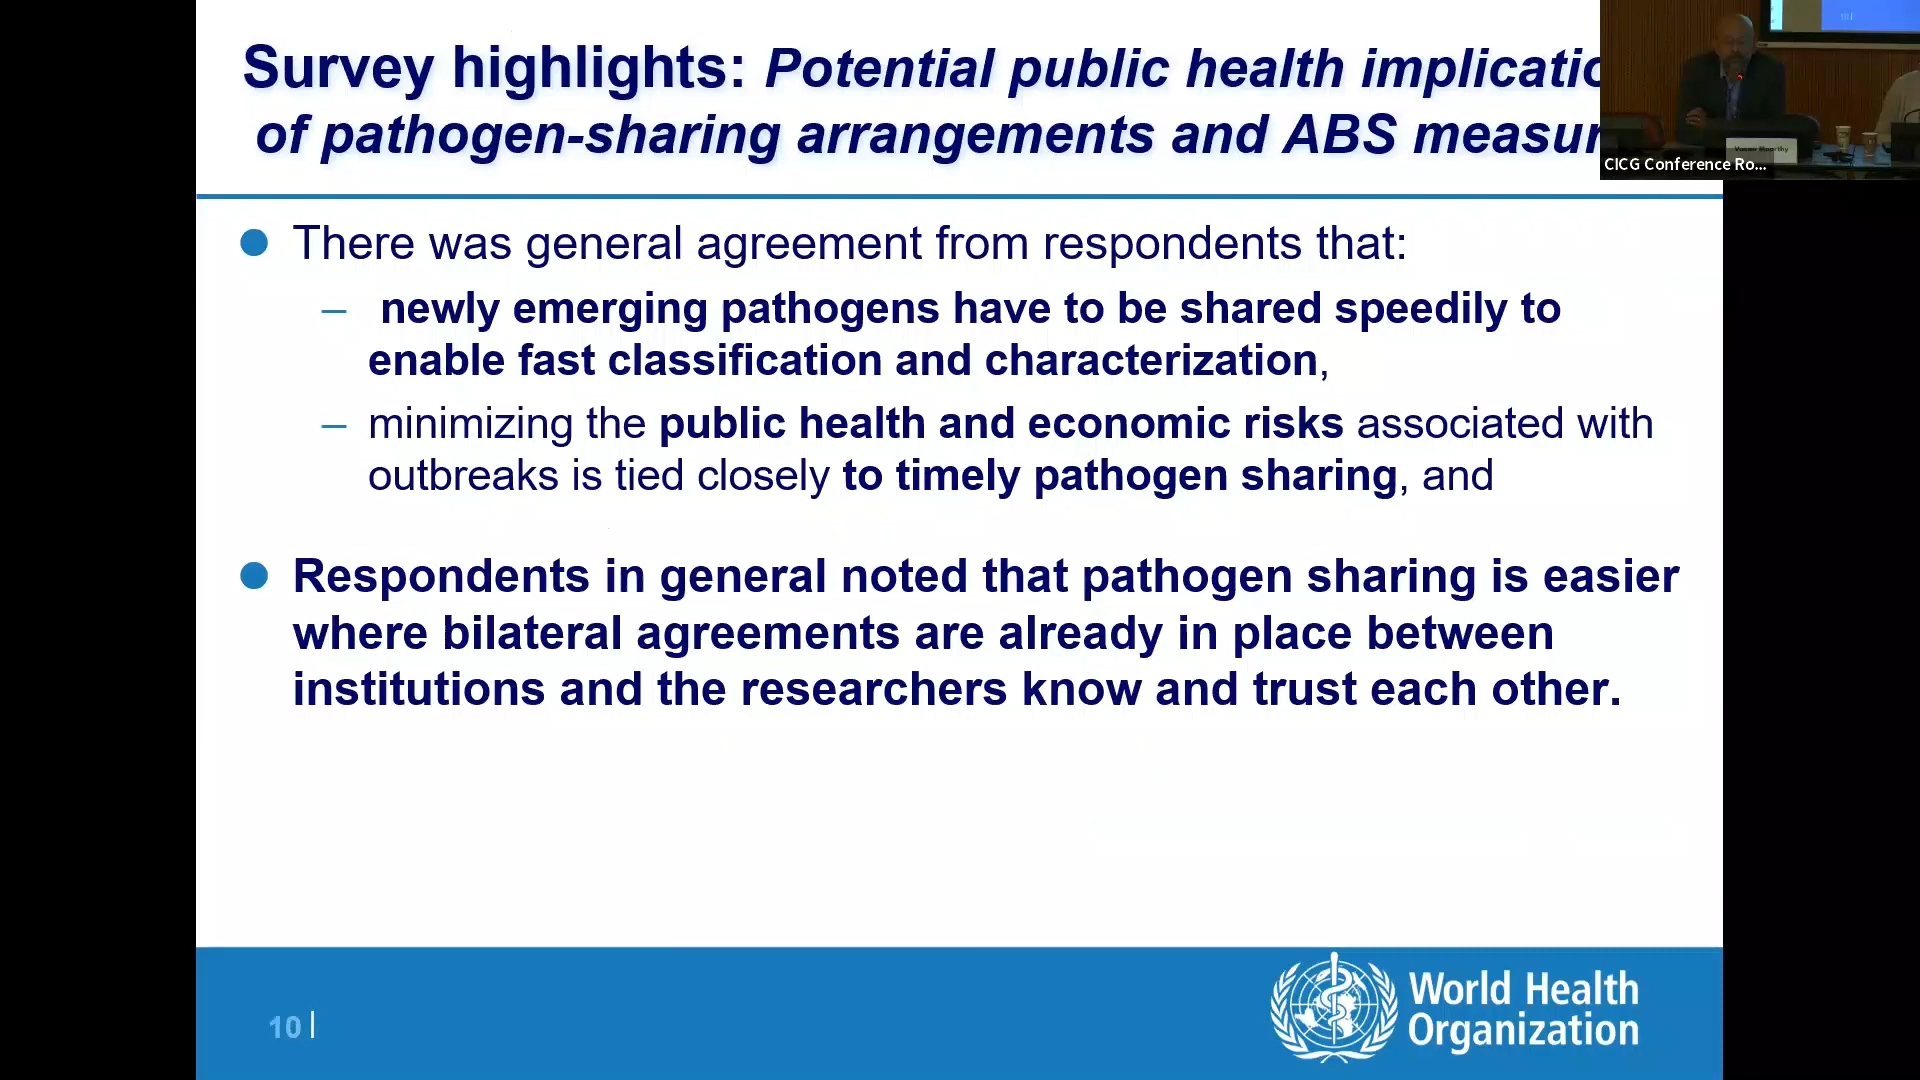 Survey highlights: Potential public health implicatio
of pathogen-sharing arrangements and ABS measur
CICG Conference Ro...
There was general agreement from respondents that:
– newly emerging pathogens have to be shared speedily to
enable fast classification and characterization,
– minimizing the public health and economic risks associated with
outbreaks is tied closely to timely pathogen sharing, and
Respondents in general noted that pathogen sharing is easier
where bilateral agreements are already in place between
institutions and the researchers know and trust each other.
10 |
World Health
Organization